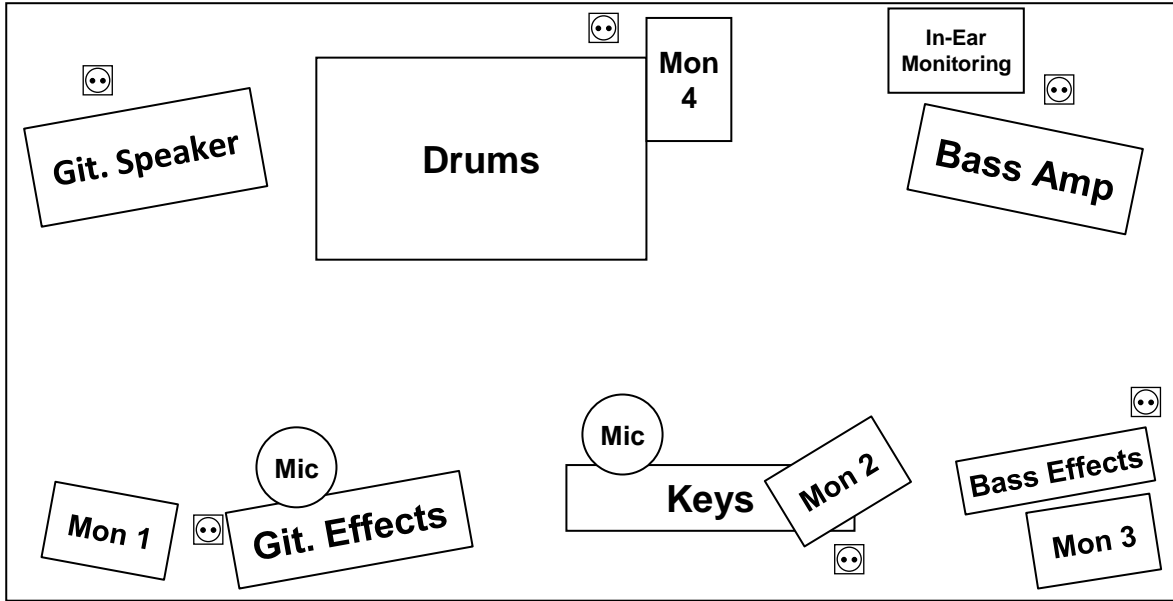 In-Ear
Monitoring
Mon
4
Git. Speaker
Drums
Bass Amp
Mic
Mic
Mon 1
Git. Effects
Keys
Mon 2
Bass Effects
Mon 3